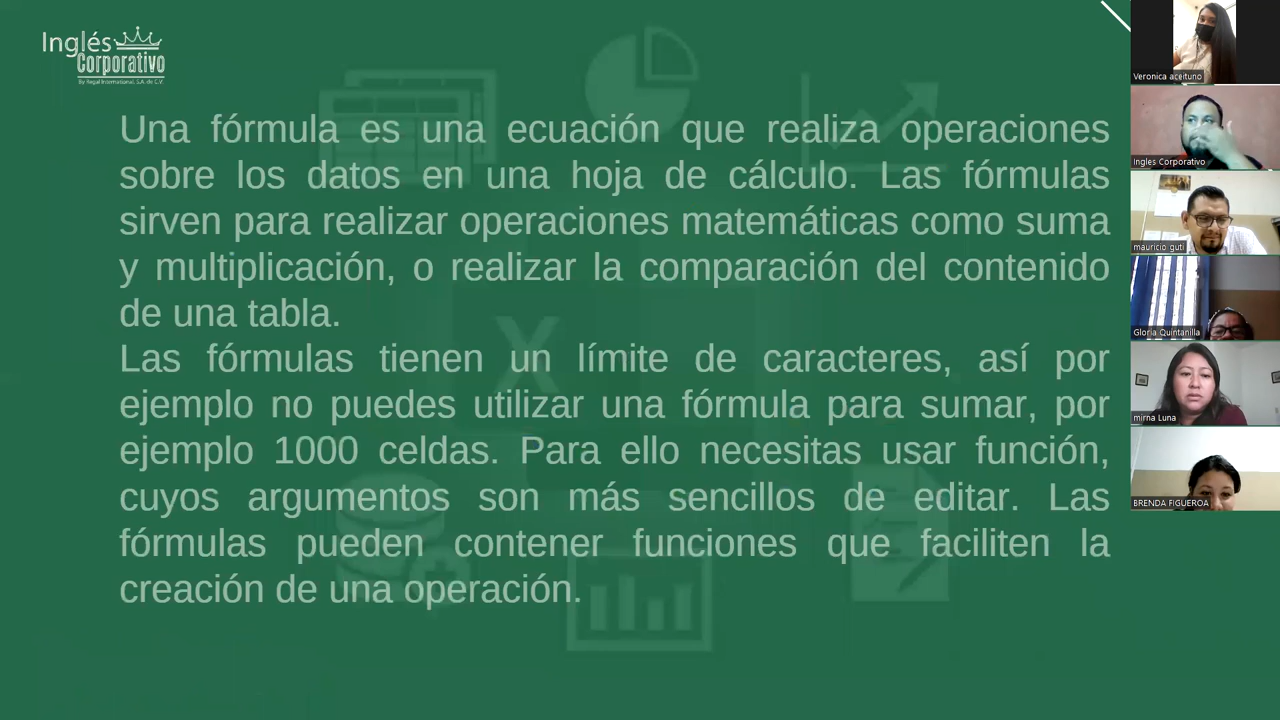 Inglés
Corporativo
By Regal International, S.A. de C.V.
Una fórmula es una ecuación que realiza operaciones
sobre los datos en una hoja de cálculo. Las fórmulas
sirven para realizar operaciones matemáticas como suma
y multiplicación, o realizar la comparación del contenido
de una tabla.
Las fórmulas tienen un límite de caracteres, así por
ejemplo no puedes utilizar una fórmula para sumar, por
ejemplo 1000 celdas. Para ello necesitas usar función,
cuyos argumentos son más sencillos de editar. Las
fórmulas pueden contener funciones que faciliten la
creación de una operación.
X
Veronica aceituno
Ingles Corporativo
mauricio guti
Gloria Quintanilla
mirna Luna
BRENDA FIGUEROA